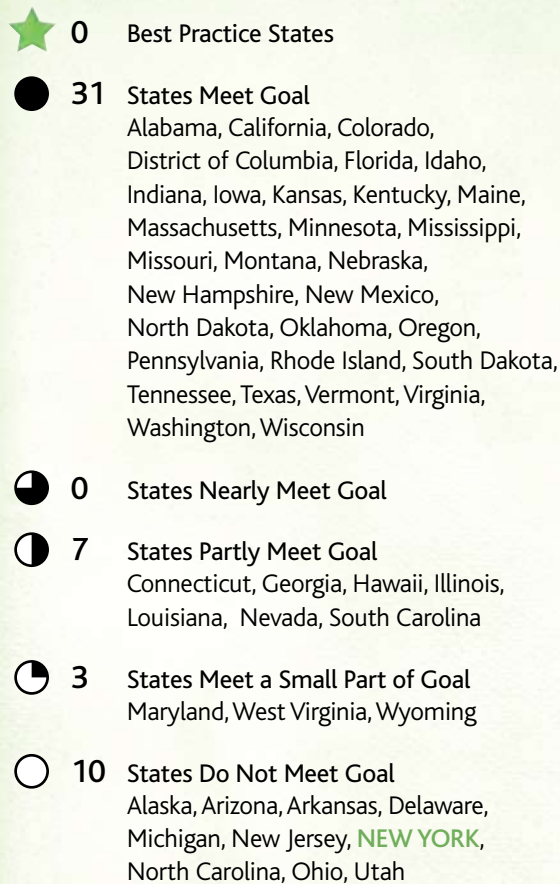 0 Best Practice States
31 States Meet Goal
Alabama, California, Colorado,
District of Columbia, Florida, Idaho,
Indiana, Iowa, Kansas, Kentucky, Maine,
Massachusetts, Minnesota, Mississippi,
Missouri, Montana, Nebraska,
New Hampshire, New Mexico,
North Dakota, Oklahoma, Oregon,
Pennsylvania, Rhode Island, South Dakota,
Tennessee, Texas, Vermont, Virginia,
Washington, Wisconsin
0 States Nearly Meet Goal
7 States Partly Meet Goal
Connecticut, Georgia, Hawaii, Illinois,
Louisiana, Nevada, South Carolina
3 States Meet a Small Part of Goal
Maryland, West Virginia, Wyoming
10 States Do Not Meet Goal
Alaska, Arizona, Arkansas, Delaware,
Michigan, New Jersey, NEW YORK,
North Carolina, Ohio, Utah